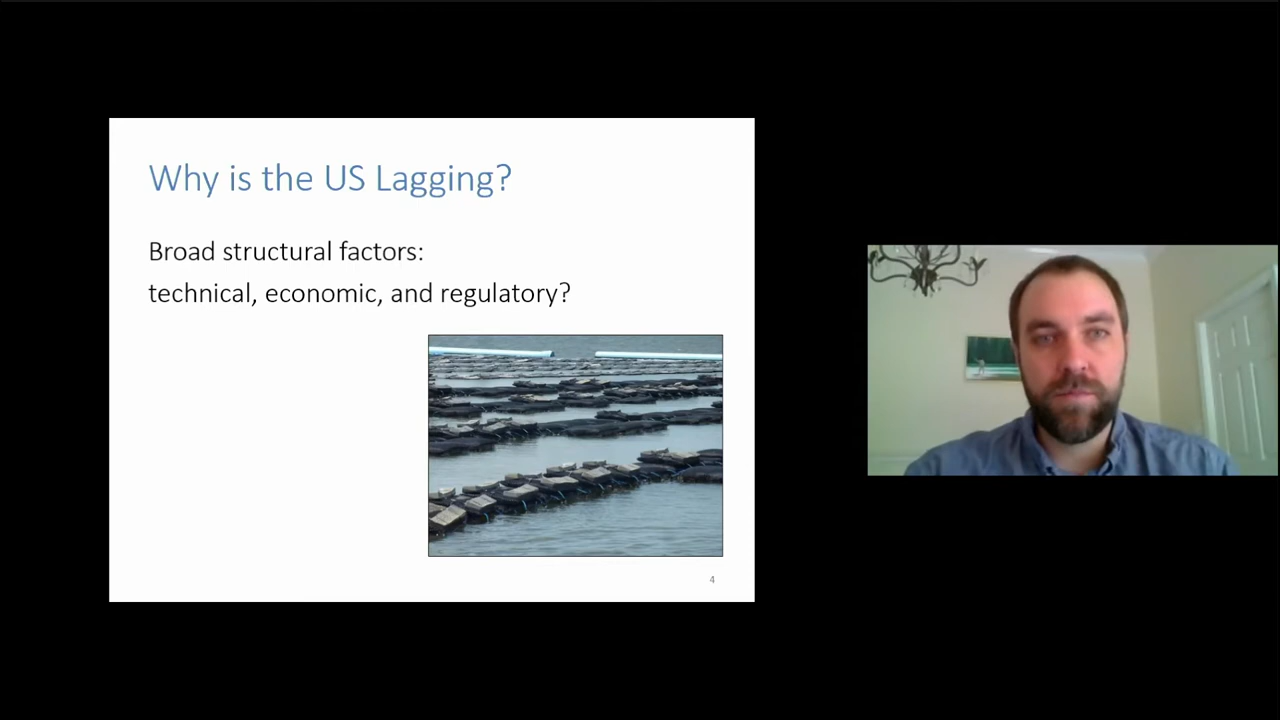 Why is the US Lagging?
Broad structural factors:
technical, economic, and regulatory?
4